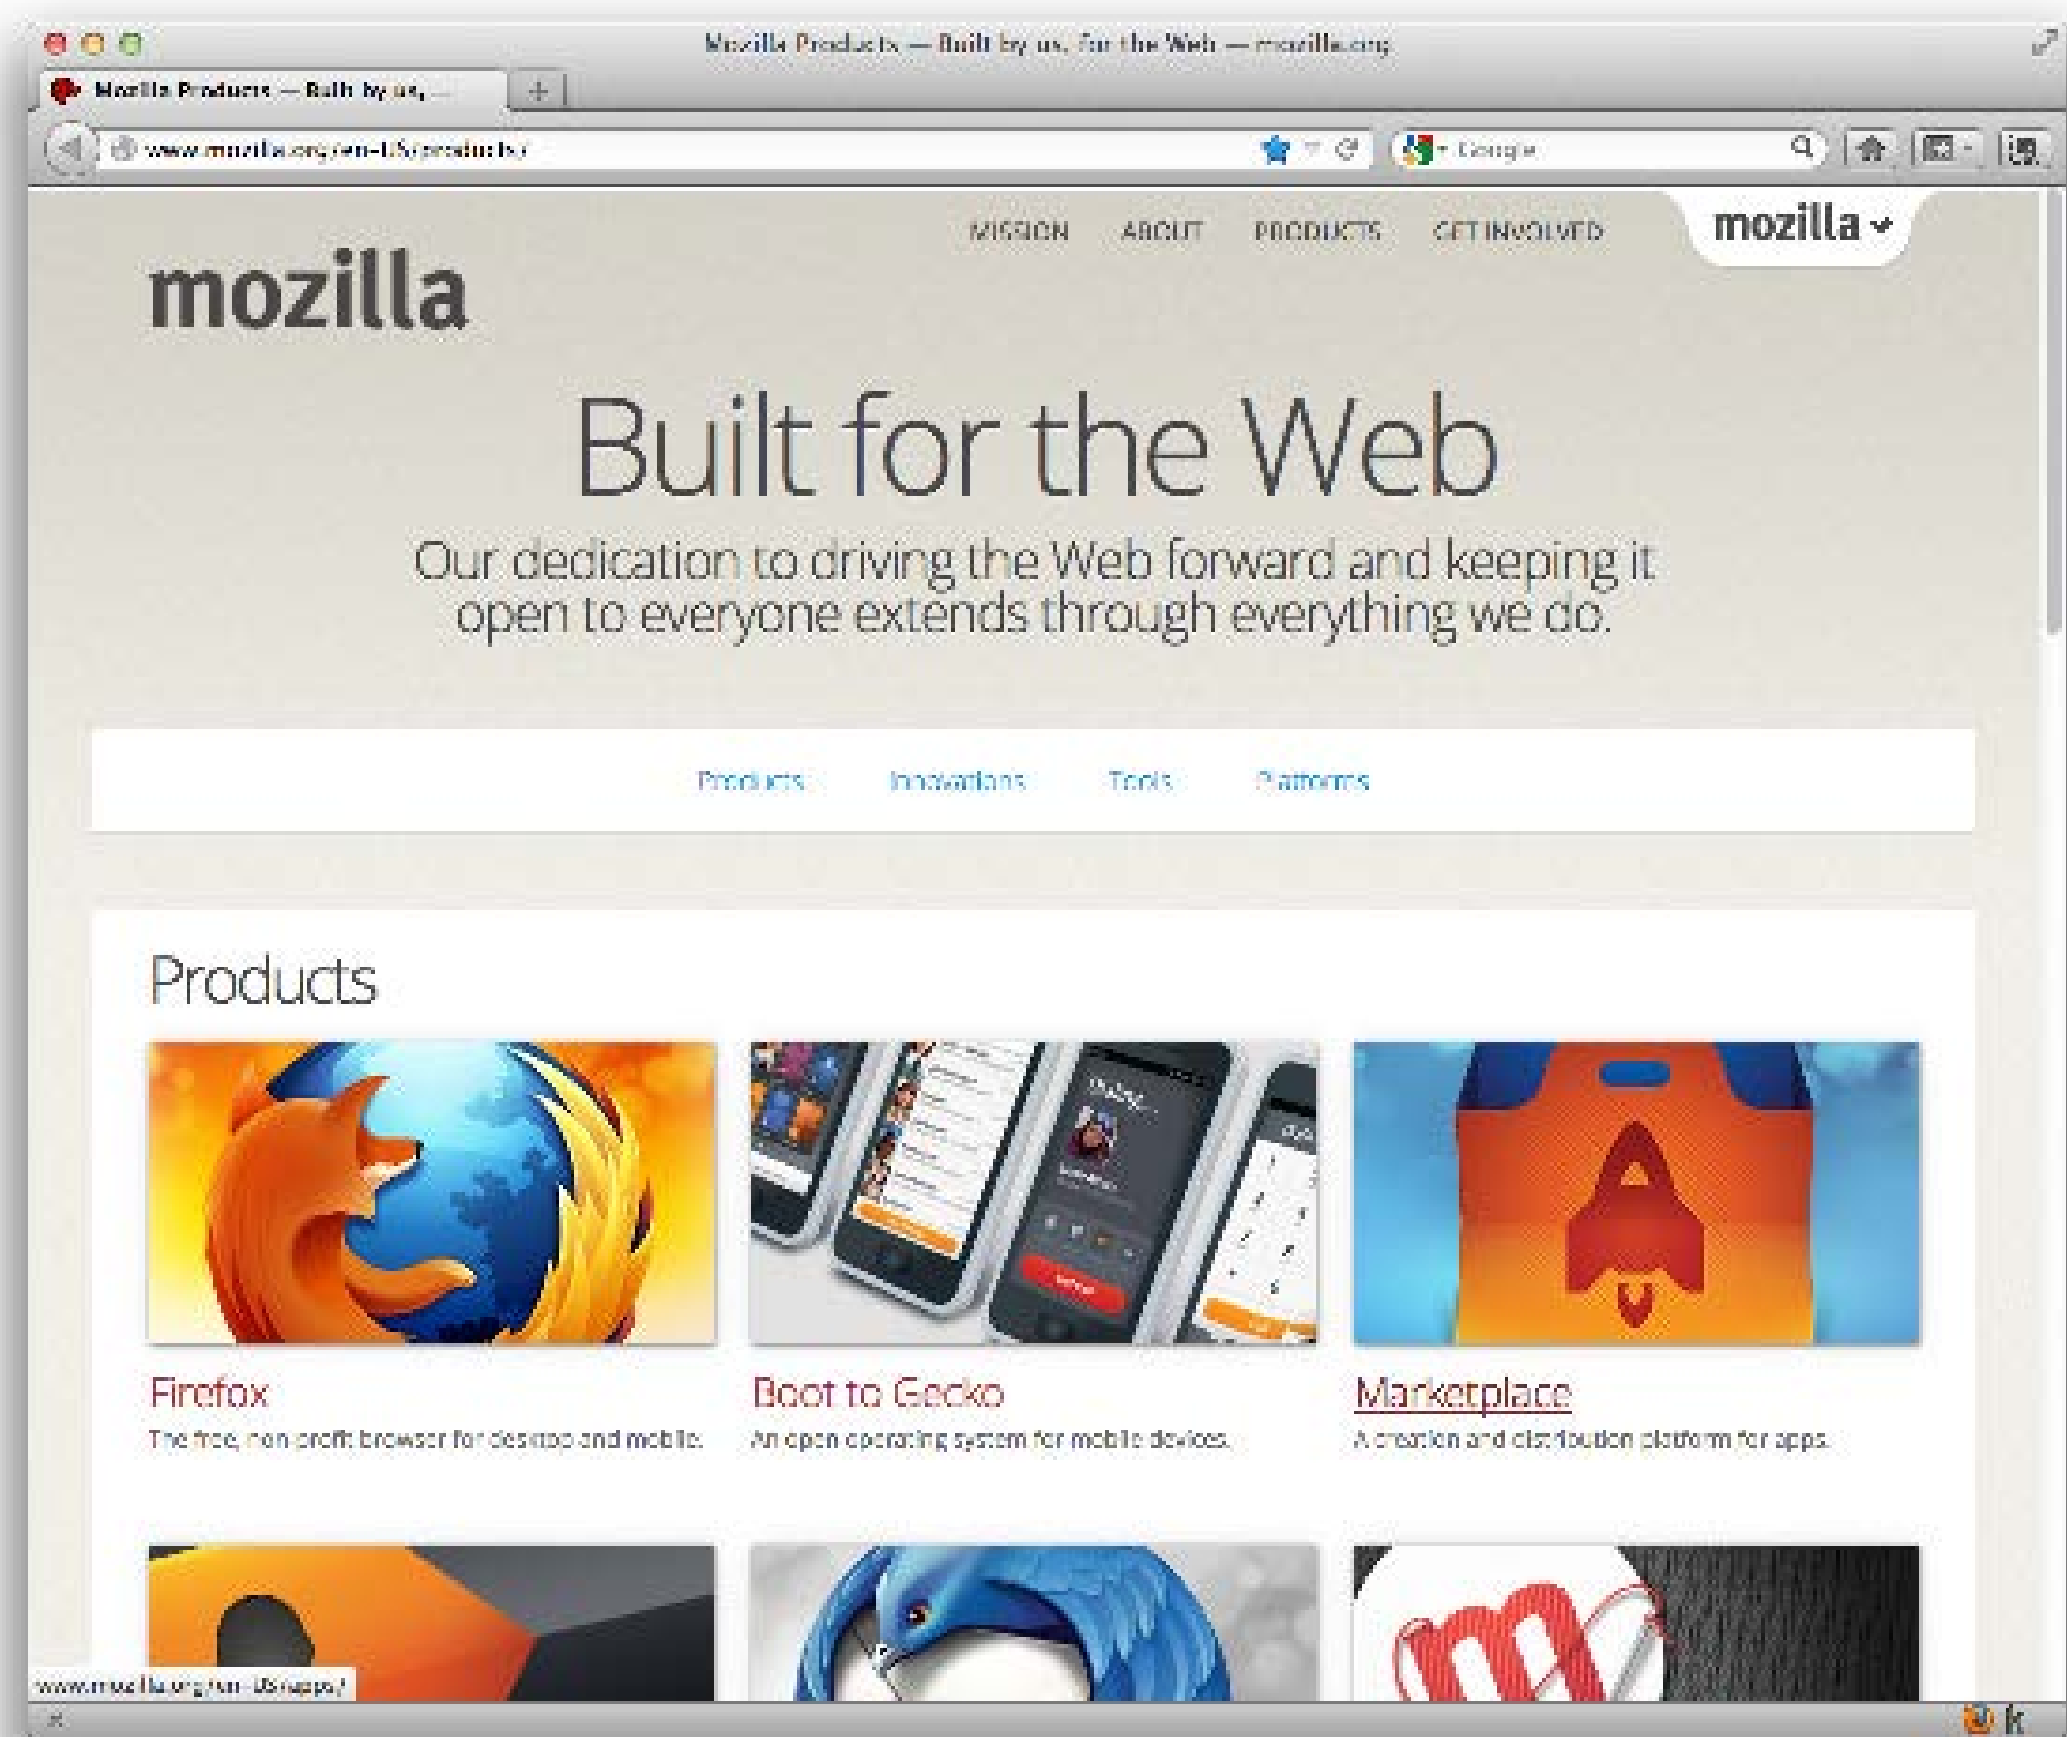 Mozilla Products — Built by us, for the Web — mozilla.org
Mozilla Products — Built by us, ...
www.mozilla.org/en-US/products/
Google
MISSION ABOUT PRODUCTS GET INVOLVED
mozilla
mozilla
Built for the Web
Our dedication to driving the Web forward and keeping it
open to everyone extends through everything we do.
Products Innovations Tools Platforms
Products
Firefox Boot to Gecko Marketplace
The free, non-profit browser for desktop and mobile. An open operating system for mobile devices. A creation and distribution platform for apps.
www.mozilla.org/en-US/apps/